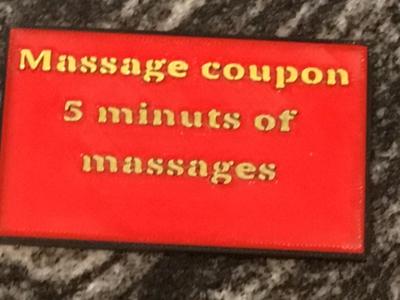 Massage coupon
5 minuts of
massages